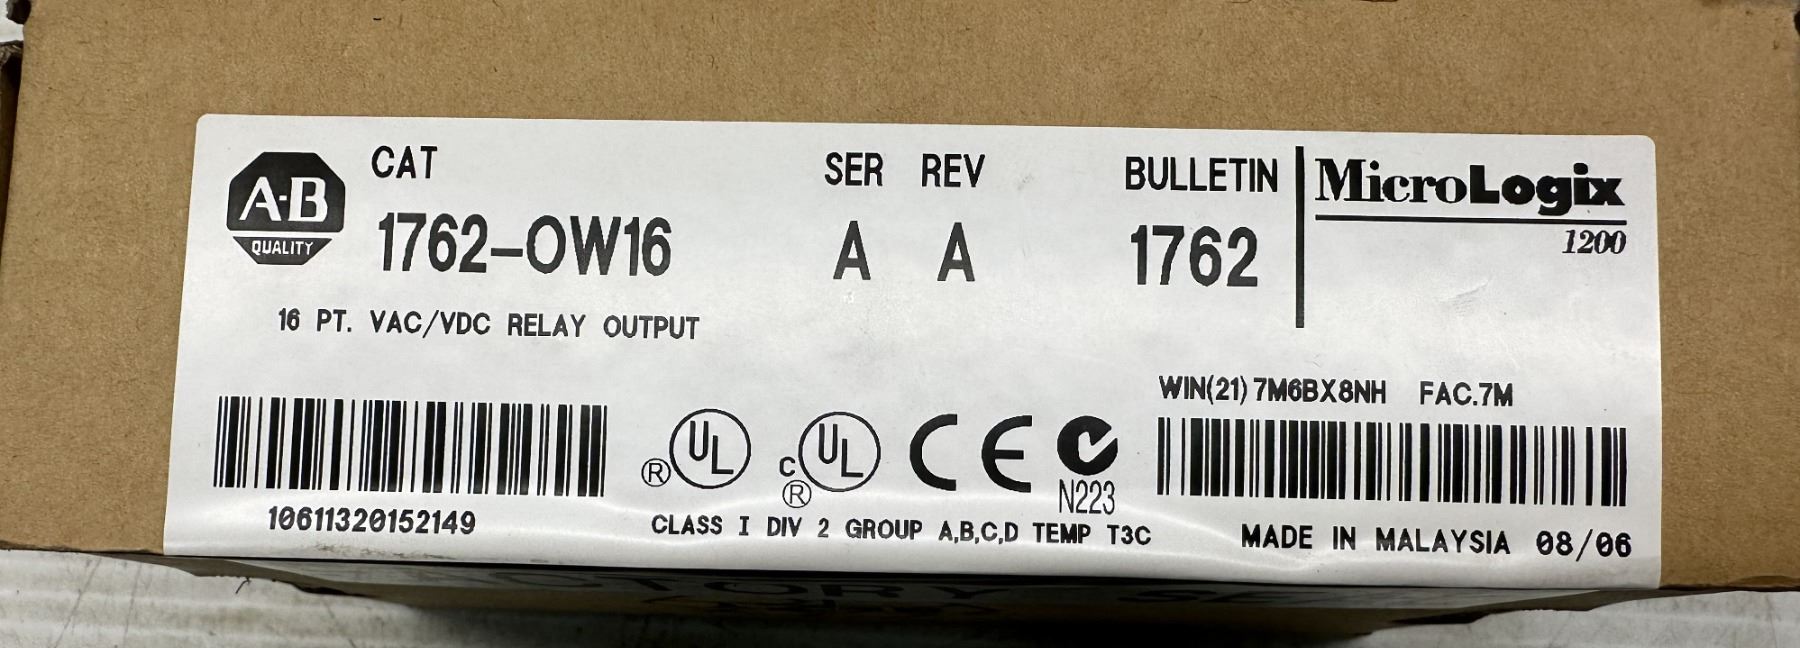 A-B
QUALITY
CAT SER REV BULLETIN MicroLogix
1200
1762-OW16 A A 1762
16 PT. VAC/VDC RELAY OUTPUT
WIN(21) 7M6BX8NH FAC.7M
® UL C UL ® CE
N223
10611320152149
CLASS I DIV 2 GROUP A,B,C,D TEMP T3C
MADE IN MALAYSIA 08/06